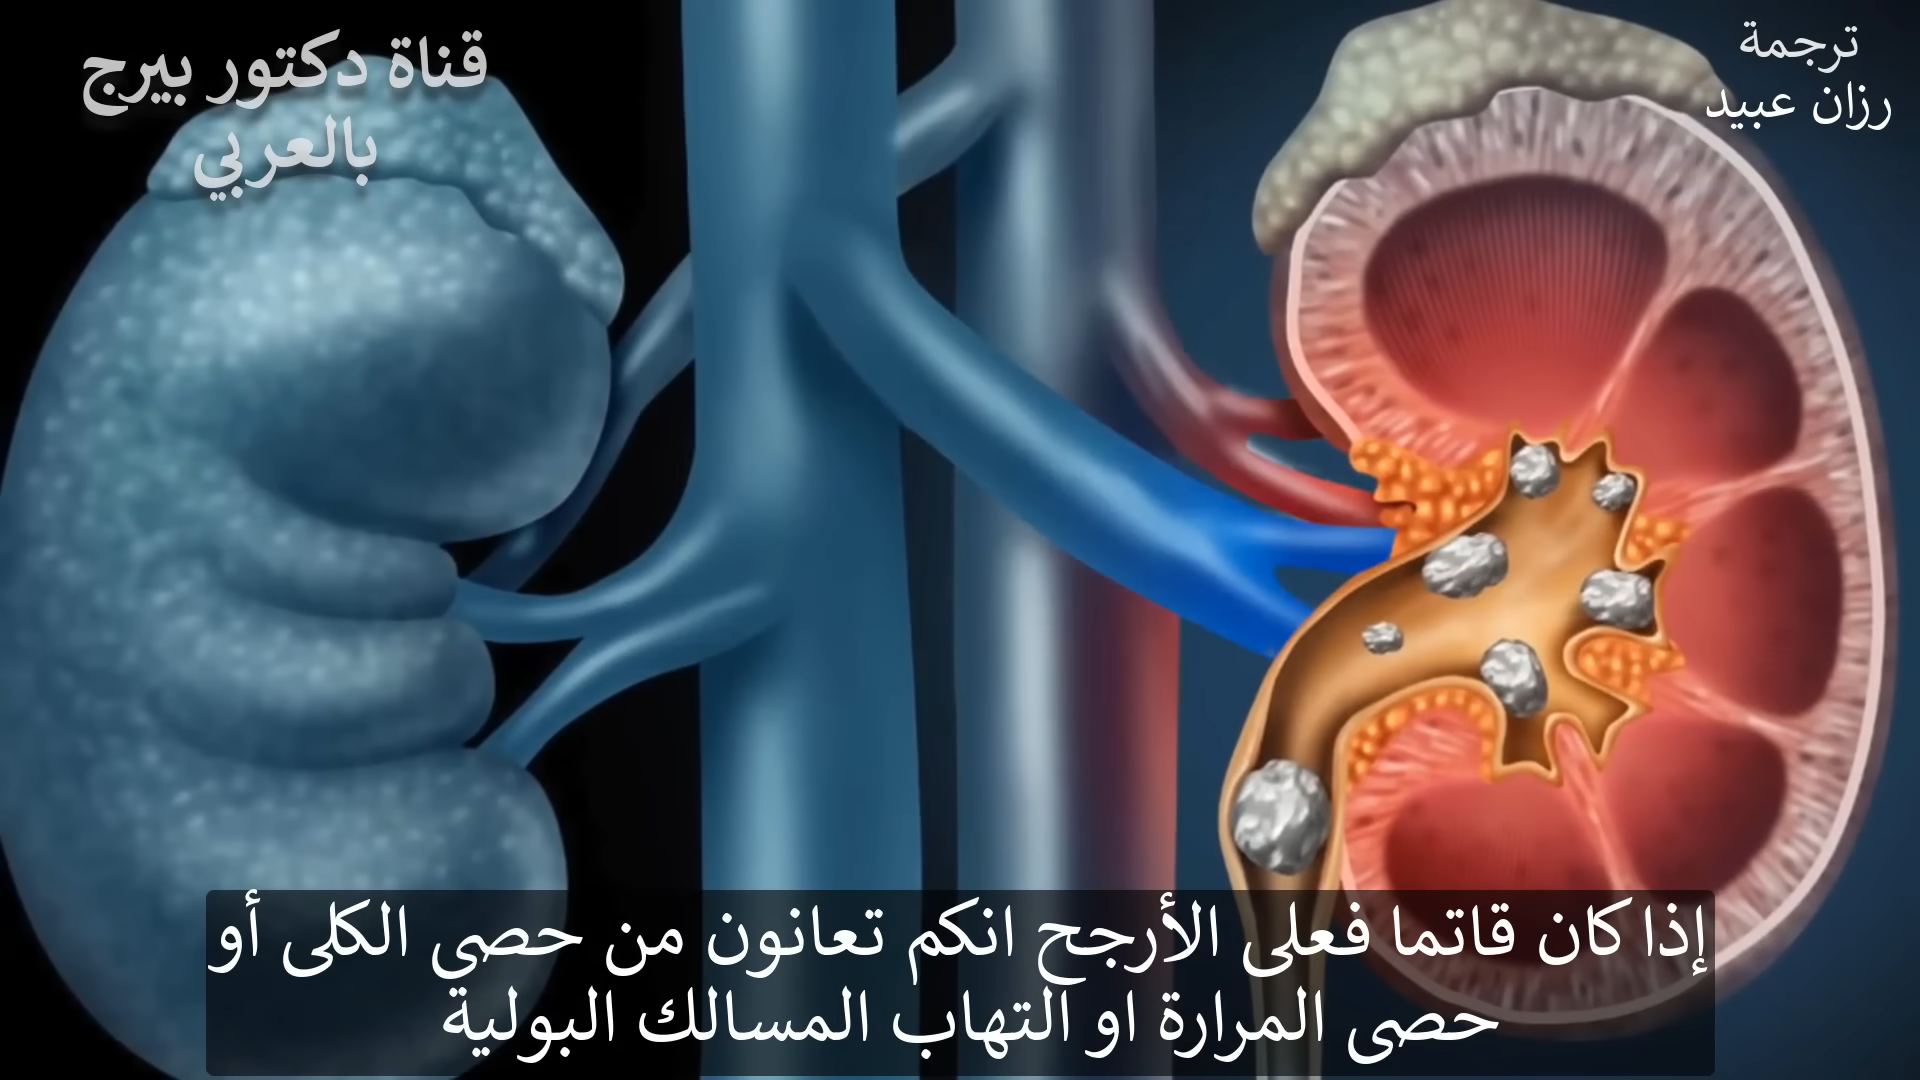 قناة دكتور بيرج
بالعربي
ترجمة
رزان عبيد
إذا كان قاتما فعلى الأرجح انكم تعانون من حصى الكلى أو
حصى المرارة او التهاب المسالك البولية